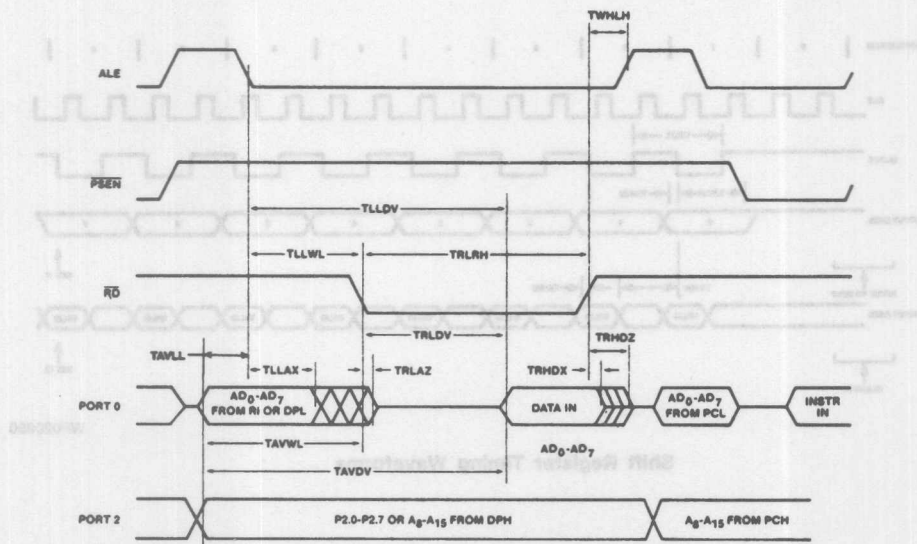 TWHLH
ALE
PSEN
TLLDV
TLLWL
TRLRH
RD
TRLDV
TRHDZ
TAVLL
TLLAX
TRLAZ
TRHDX
PORT 0
AD0-AD7
FROM RI OR DPL
DATA IN
AD0-AD7
FROM PCL
INSTR
IN
TAVWL
AD0-AD7
TAVDV
Shift Register Timing Waveforms
PORT 2
P2.0-P2.7 OR A8-A15 FROM DPH
A8-A15 FROM PCH